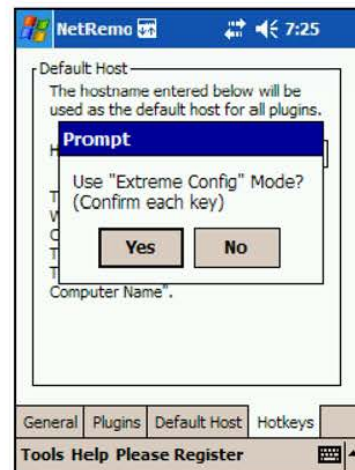 NetRemo 7:25
Default Host
The hostname entered below will be
used as the default host for all plugins.
H
Prompt
Use "Extreme Config" Mode?
(Confirm each key)
Yes No
T
W
C
T
T
Computer Name".
General Plugins Default Host Hotkeys
Tools Help Please Register